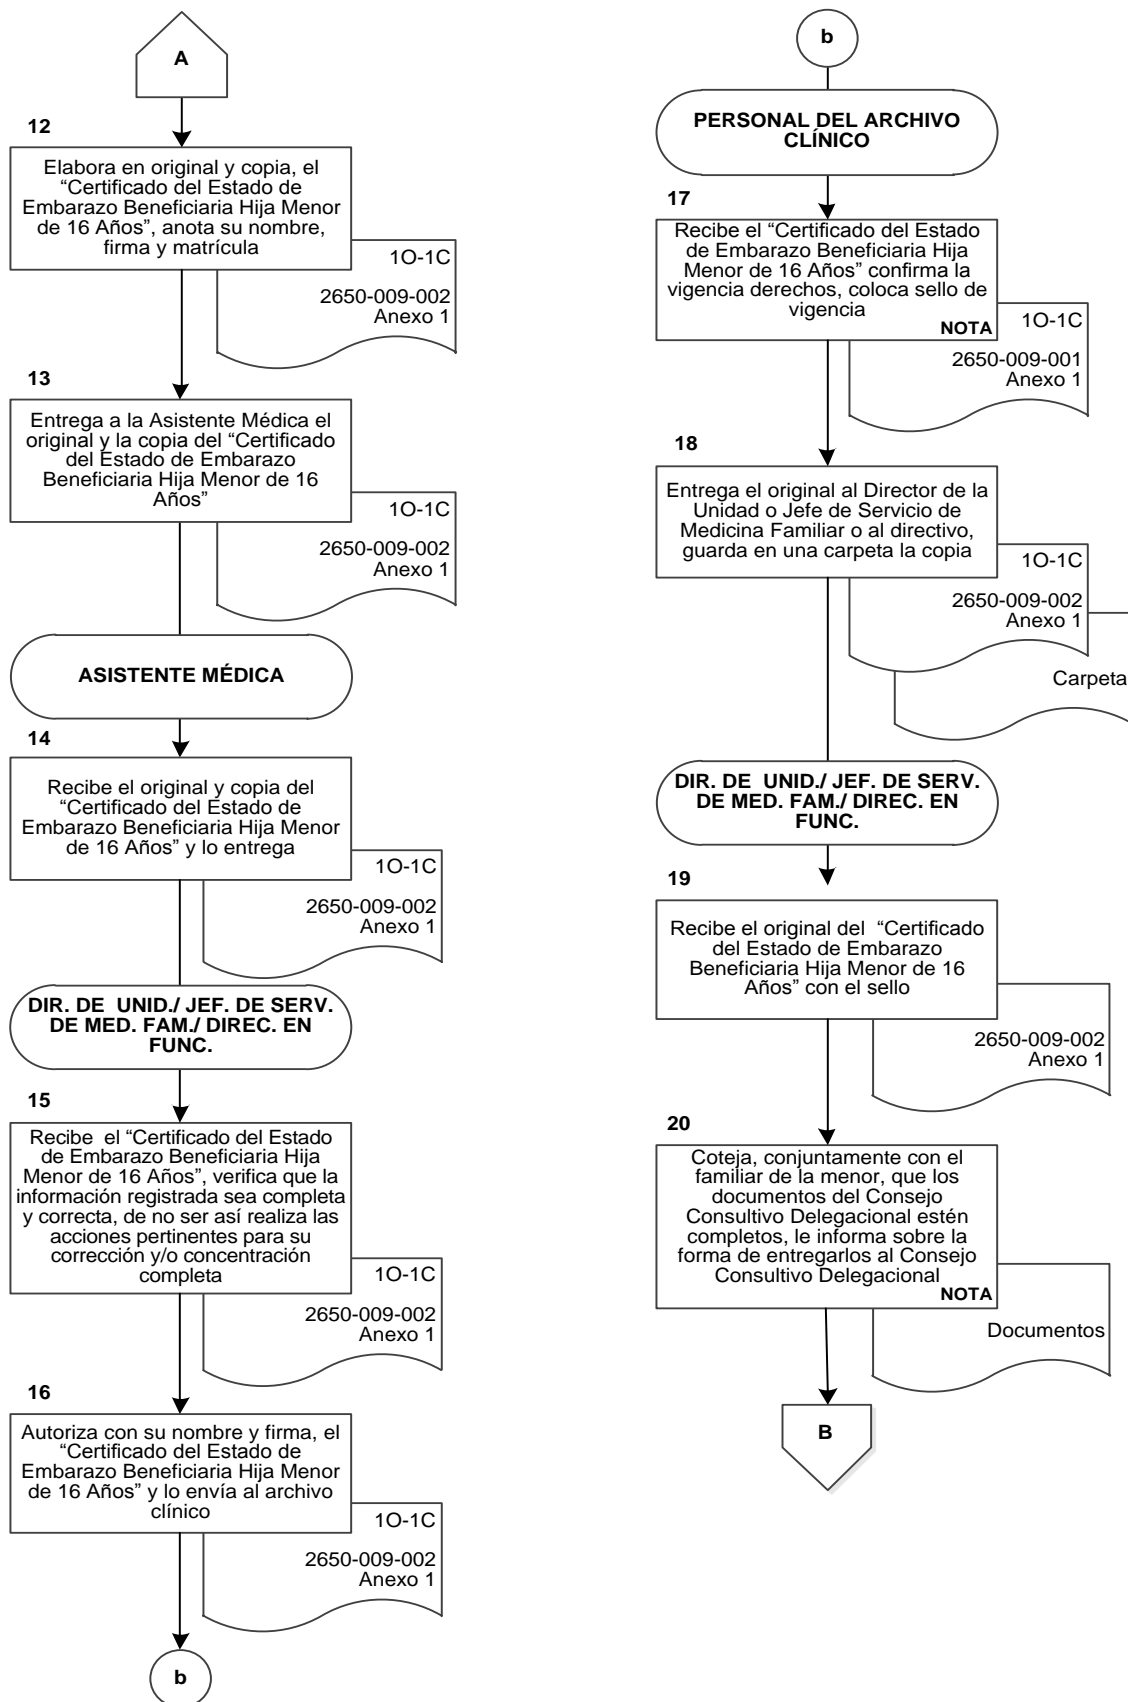 A
12
Elabora en original y copia, el
“Certificado del Estado de
Embarazo Beneficiaria Hija Menor
de 16 Años”, anota su nombre,
firma y matrícula
1O-1C
2650-009-002
Anexo 1
13
Entrega a la Asistente Médica el
original y la copia del “Certificado
del Estado de Embarazo
Beneficiaria Hija Menor de 16
Años”
1O-1C
2650-009-002
Anexo 1
ASISTENTE MÉDICA
14
Recibe el original y copia del
“Certificado del Estado de
Embarazo Beneficiaria Hija Menor
de 16 Años” y lo entrega
1O-1C
2650-009-002
Anexo 1
DIR. DE UNID./ JEF. DE SERV.
DE MED. FAM./ DIREC. EN
FUNC.
15
Recibe el “Certificado del Estado
de Embarazo Beneficiaria Hija
Menor de 16 Años”, verifica que la
información registrada sea completa
y correcta, de no ser así realiza las
acciones pertinentes para su
corrección y/o concentración
completa
1O-1C
2650-009-002
Anexo 1
16
Autoriza con su nombre y firma, el
“Certificado del Estado de
Embarazo Beneficiaria Hija Menor
de 16 Años” y lo envía al archivo
clínico
1O-1C
2650-009-002
Anexo 1
b
b
PERSONAL DEL ARCHIVO
CLÍNICO
17
Recibe el “Certificado del Estado
de Embarazo Beneficiaria Hija
Menor de 16 Años” confirma la
vigencia derechos, coloca sello de
vigencia
NOTA
1O-1C
2650-009-001
Anexo 1
18
Entrega el original al Director de la
Unidad o Jefe de Servicio de
Medicina Familiar o al directivo,
guarda en una carpeta la copia
1O-1C
2650-009-002
Anexo 1
Carpeta
DIR. DE UNID./ JEF. DE SERV.
DE MED. FAM./ DIREC. EN
FUNC.
19
Recibe el original del “Certificado
del Estado de Embarazo
Beneficiaria Hija Menor de 16
Años” con el sello
2650-009-002
Anexo 1
20
Coteja, conjuntamente con el
familiar de la menor, que los
documentos del Consejo
Consultivo Delegacional estén
completos, le informa sobre la
forma de entregarlos al Consejo
Consultivo Delegacional
NOTA
Documentos
B